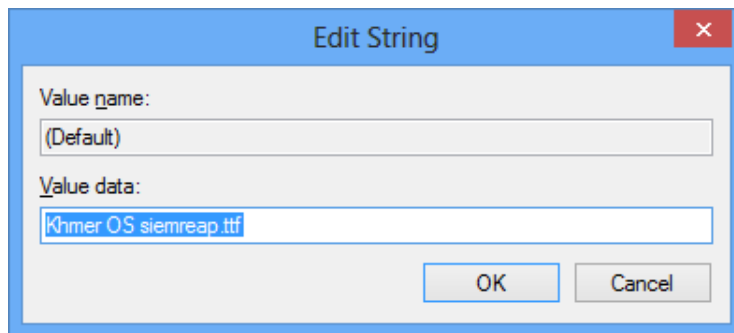 Edit String
Value name:
(Default)
Value data:
Khmer OS siemreap.ttf
OK Cancel